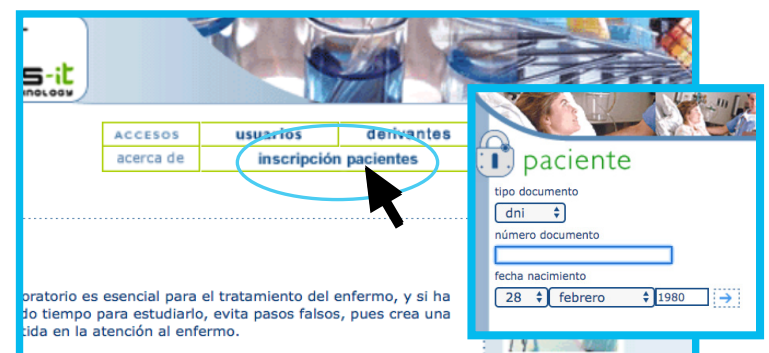 s-it
NOLOGY
ACCESOS usuarios derivantes
acerca de inscripción pacientes
oratorio es esencial para el tratamiento del enfermo, y si ha
do tiempo para estudiarlo, evita pasos falsos, pues crea una
tida en la atención al enfermo.
paciente
tipo documento
dni
número documento
fecha nacimiento
28 febrero 1980